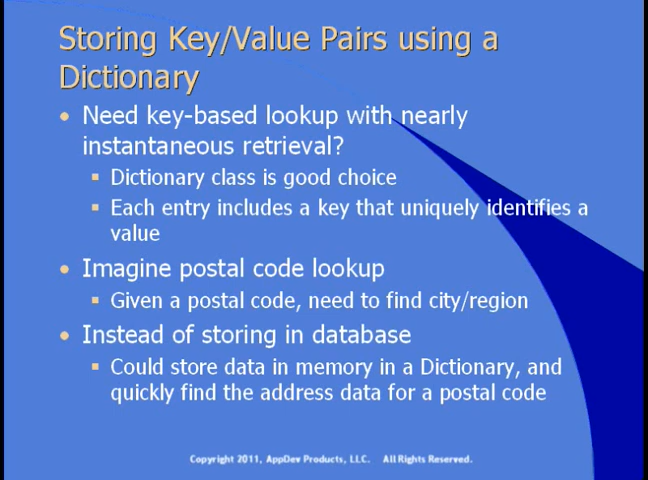 Storing Key/Value Pairs using a
Dictionary
• Need key-based lookup with nearly
instantaneous retrieval?
▪ Dictionary class is good choice
▪ Each entry includes a key that uniquely identifies a
value
• Imagine postal code lookup
▪ Given a postal code, need to find city/region
• Instead of storing in database
▪ Could store data in memory in a Dictionary, and
quickly find the address data for a postal code
Copyright 2011, AppDev Products, LLC. All Rights Reserved.